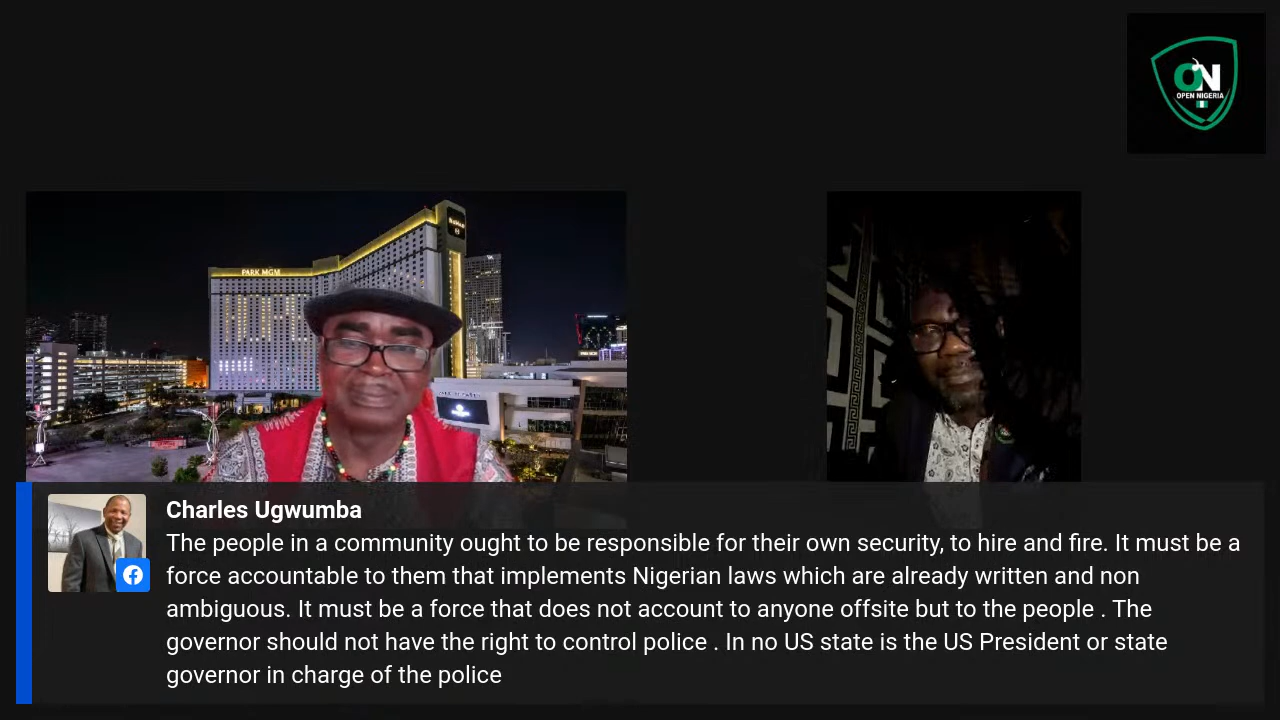 ON
OPEN NIGERIA
PARK MGM
Charles Ugwumba
The people in a community ought to be responsible for their own security, to hire and fire. It must be a
force accountable to them that implements Nigerian laws which are already written and non
ambiguous. It must be a force that does not account to anyone offsite but to the people . The
governor should not have the right to control police . In no US state is the US President or state
governor in charge of the police